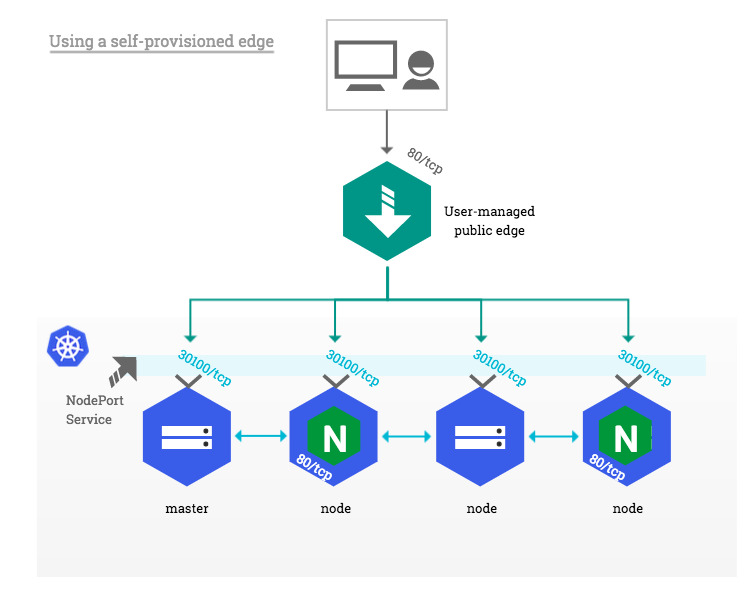 Using a self-provisioned edge
80/tcp
User-managed
public edge
30100/tcp
30100/tcp
30100/tcp
30100/tcp
NodePort
Service
N
N
80/tcp
80/tcp
master
node
node
node